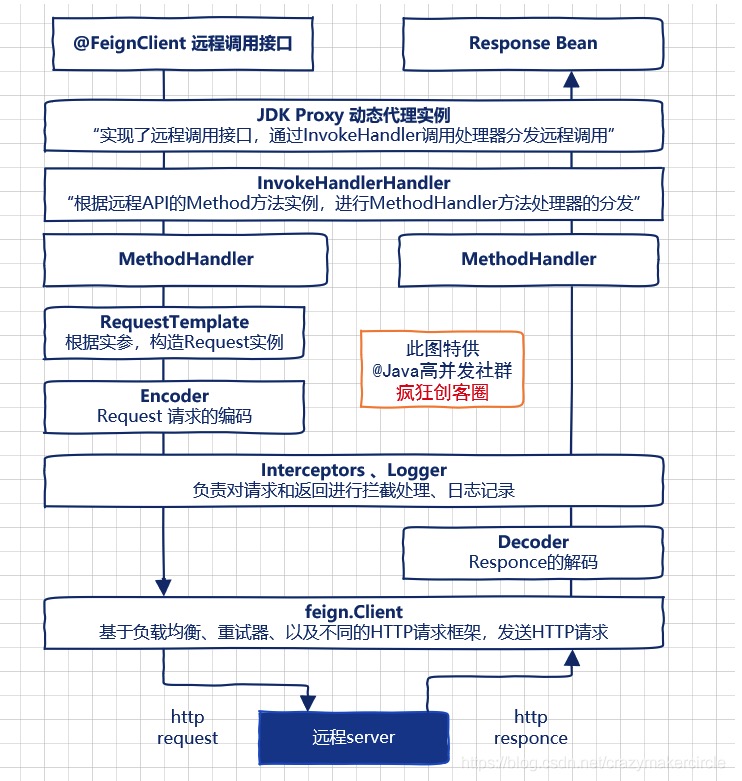 @FeignClient 远程调用接口
Response Bean
JDK Proxy 动态代理实例
“实现了远程调用接口，通过InvokeHandler调用处理器分发远程调用”
InvokeHandlerHandler
“根据远程API的Method方法实例，进行MethodHandler方法处理器的分发”
MethodHandler
MethodHandler
RequestTemplate
根据实参，构造Request实例
此图特供
@Java高并发社群
疯狂创客圈
Encoder
Request 请求的编码
Interceptors 、Logger
负责对请求和返回进行拦截处理、日志记录
Decoder
Responce的解码
feign.Client
基于负载均衡、重试器、以及不同的HTTP请求框架，发送HTTP请求
http
request
远程server
http
responce
https://blog.csdn.net/crazymakercircle